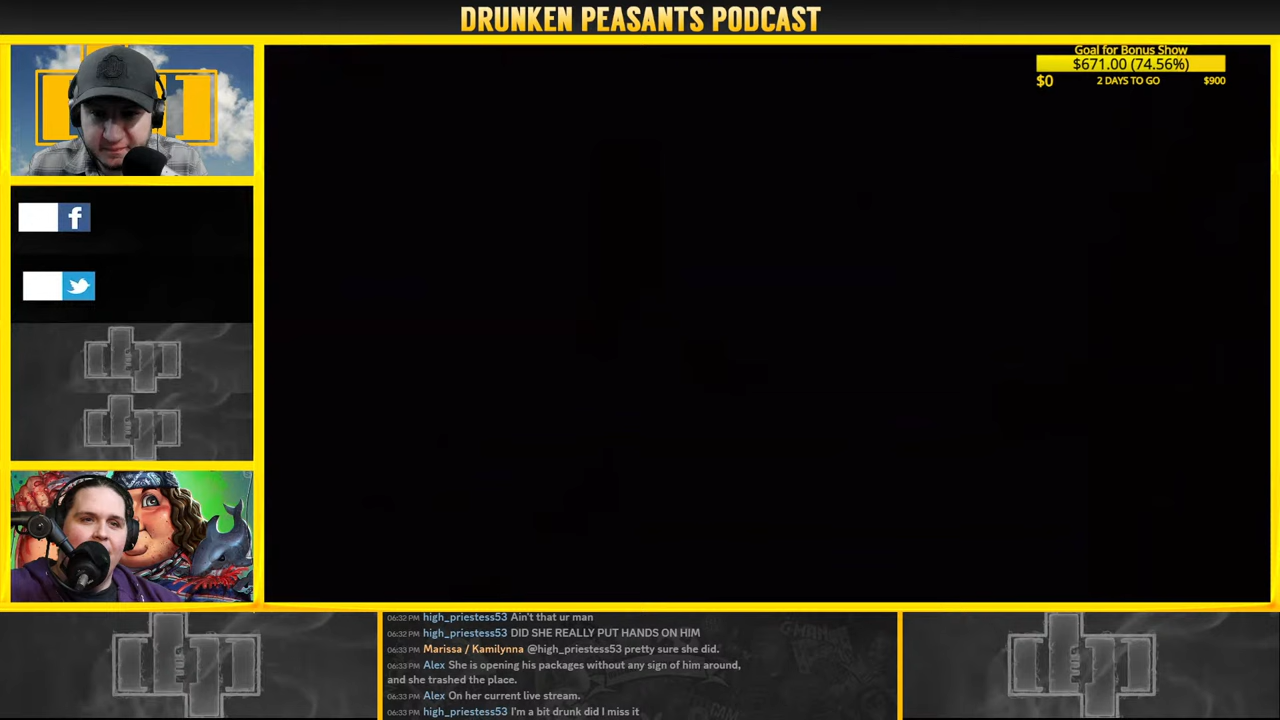 DRUNKEN PEASANTS PODCAST
Goal for Bonus Show
$671.00 (74.56%)
$0 2 DAYS TO GO $900
f
06:32 PM high_priestess53 Ain't that ur man
06:32 PM high_priestess53 DID SHE REALLY PUT HANDS ON HIM
06:33 PM Marissa / Kamilynna @high_priestess53 pretty sure she did.
06:33 PM Alex She is opening his packages without any sign of him around,
and she trashed the place.
06:33 PM Alex On her current live stream.
06:33 PM high_priestess53 I'm a bit drunk did I miss it